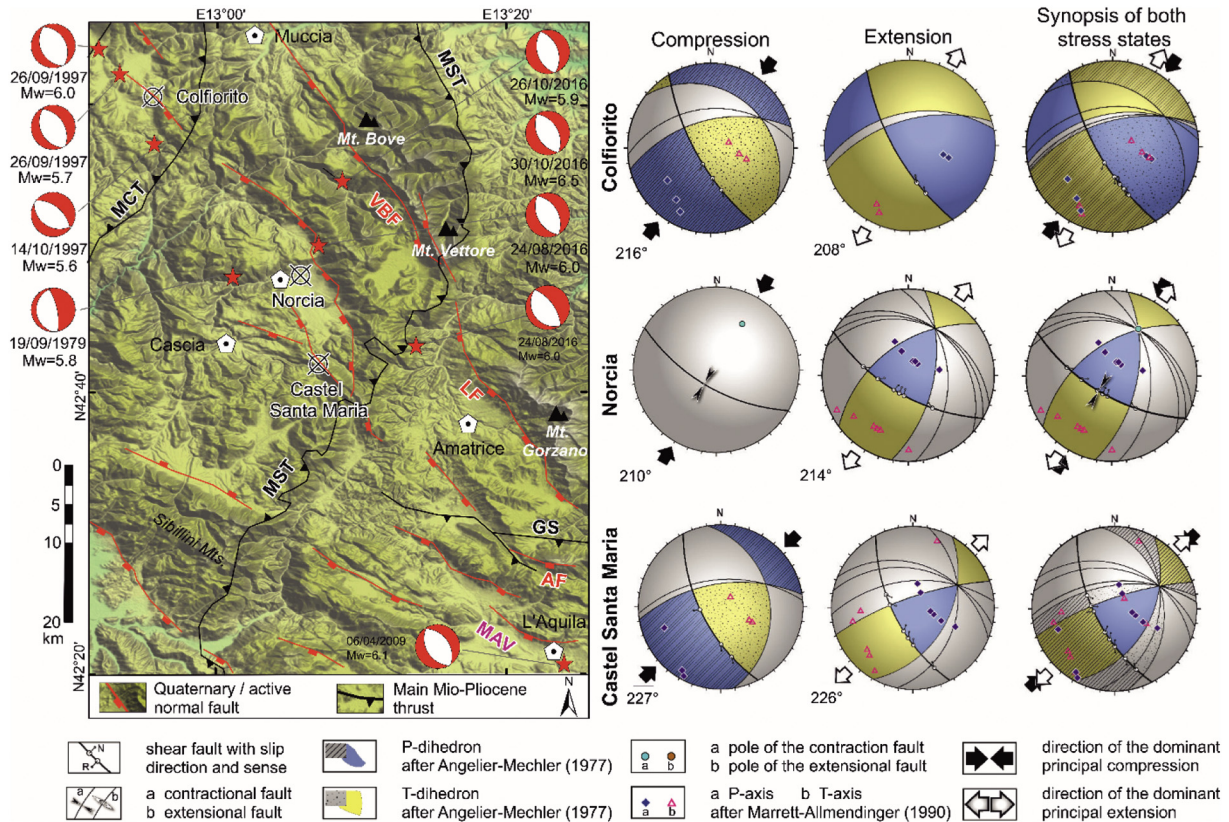 E13°00'
E13°20'
26/09/1997
Mw=6.0
26/09/1997
Mw=5.7
14/10/1997
Mw=5.6
19/09/1979
Mw=5.8
N42°40'
0
5
10
20
km
N42°20'
Muccia
MST
Colfiorito
Mt. Bove
MCT
VBF
Mt. Vettore
Norcia
Cascia
Castel
Santa Maria
LF
Amatrice
Mt.
Gorzano
MST
Sibillini Mts.
GS
AF
L'Aquila
MAV
06/04/2009
Mw=6.1
26/10/2016
Mw=5.9
30/10/2016
Mw=6.5
24/08/2016
Mw=6.0
24/08/2016
Mw=6.0
Quaternary / active
normal fault
Main Mio-Pliocene
thrust
N
Compression
Extension
Synopsis of both
stress states
Colfiorito
N
N
N
216°
208°
Norcia
N
N
N
210°
214°
Castel Santa Maria
N
N
N
227°
226°
N
R
shear fault with slip
direction and sense
P-dihedron
after Angelier-Mechler (1977)
a b
a pole of the contraction fault
b pole of the extensional fault
direction of the dominant
principal compression
a b
a contractional fault
b extensional fault
T-dihedron
after Angelier-Mechler (1977)
a b
a P-axis b T-axis
after Marrett-Allmendinger (1990)
direction of the dominant
principal extension